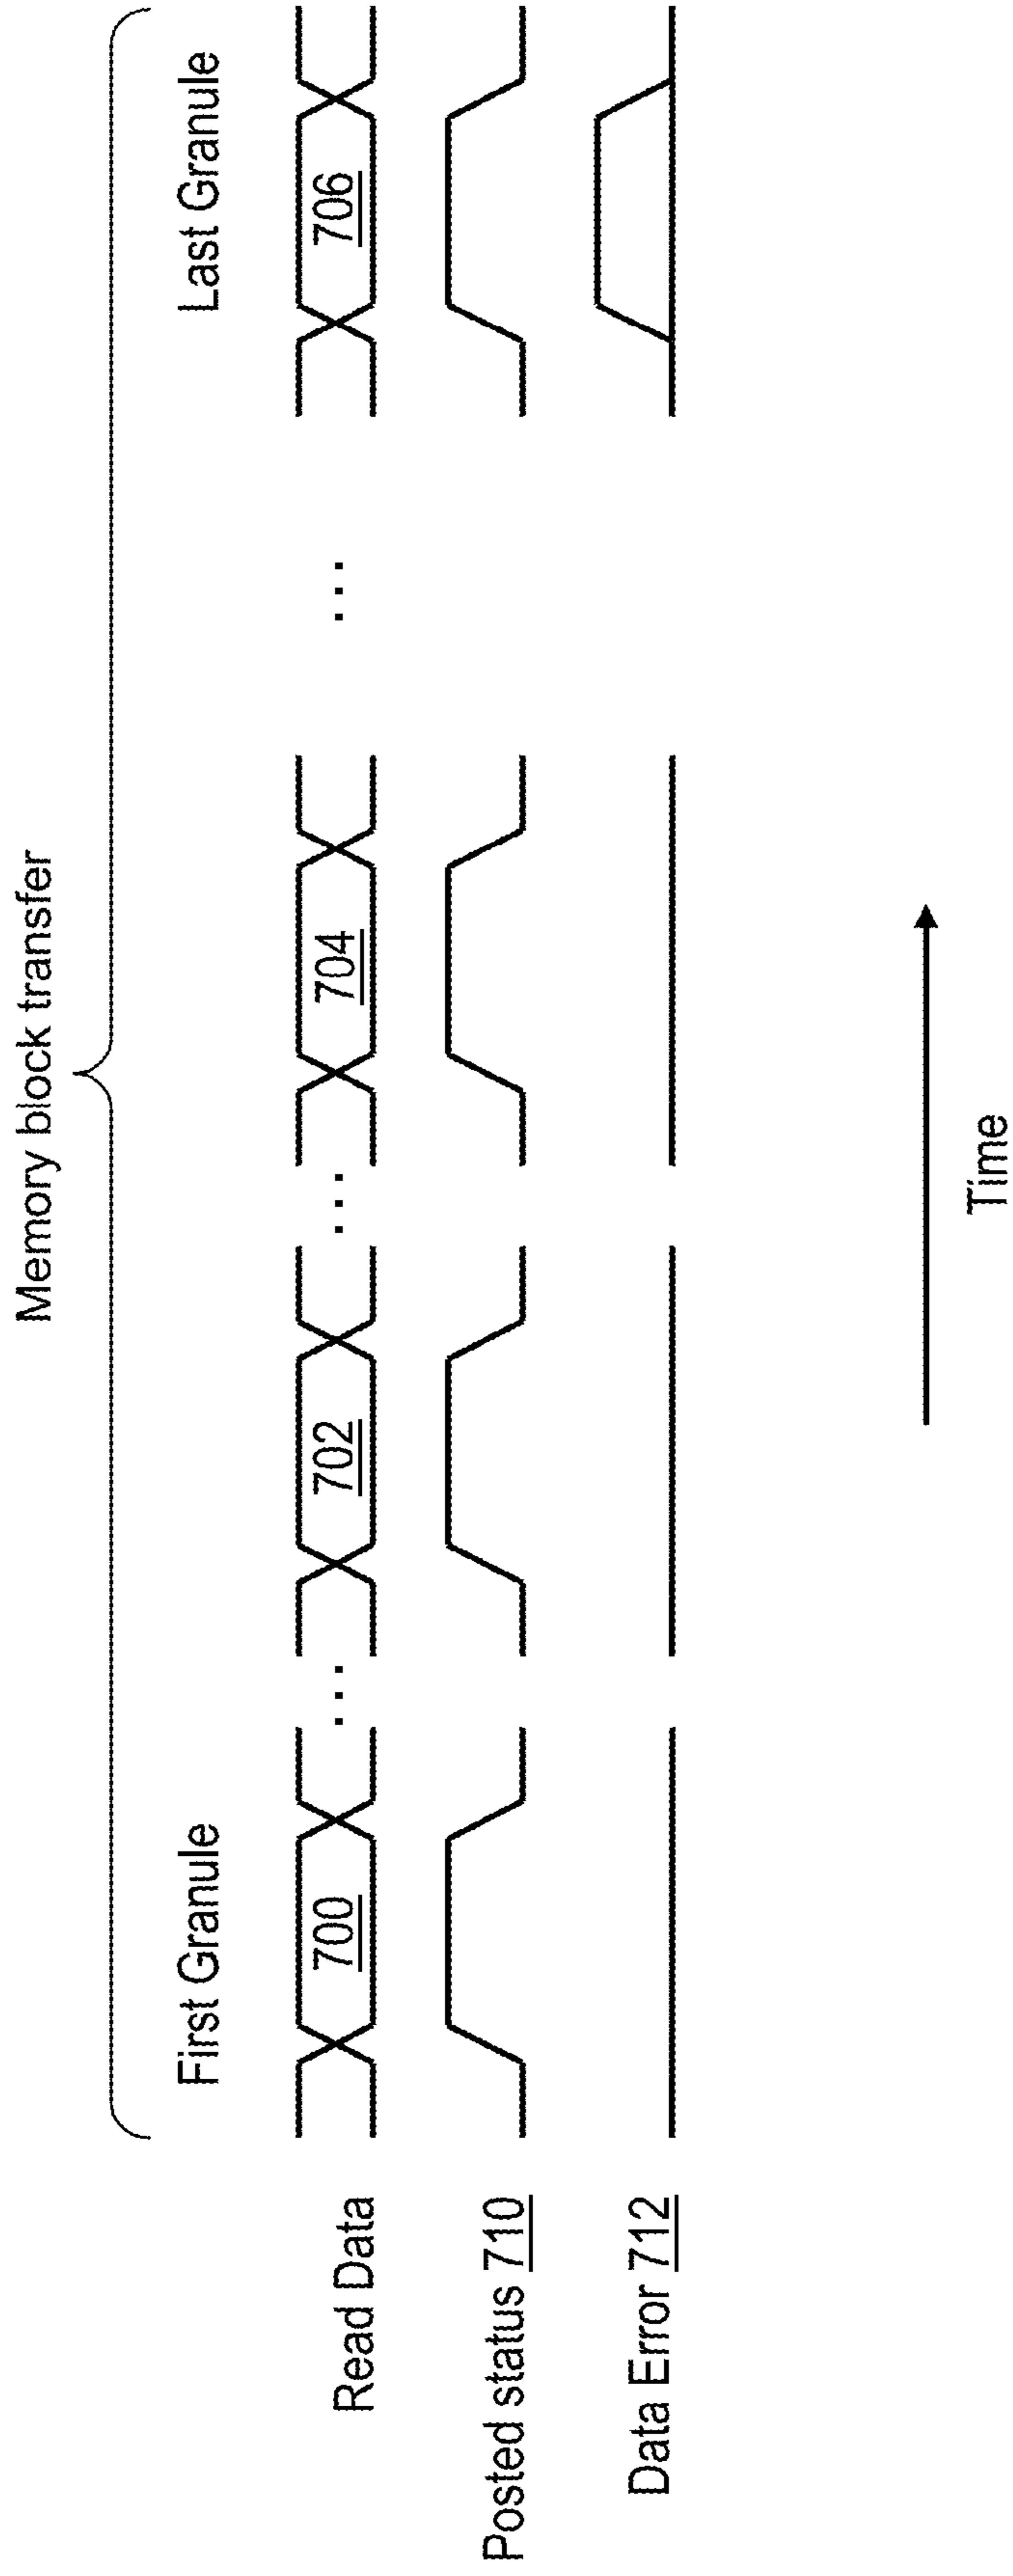 Memory block transfer
First Granule
Last Granule
Read Data
700
...
702
...
704
...
706
Posted status 710
Data Error 712
Time